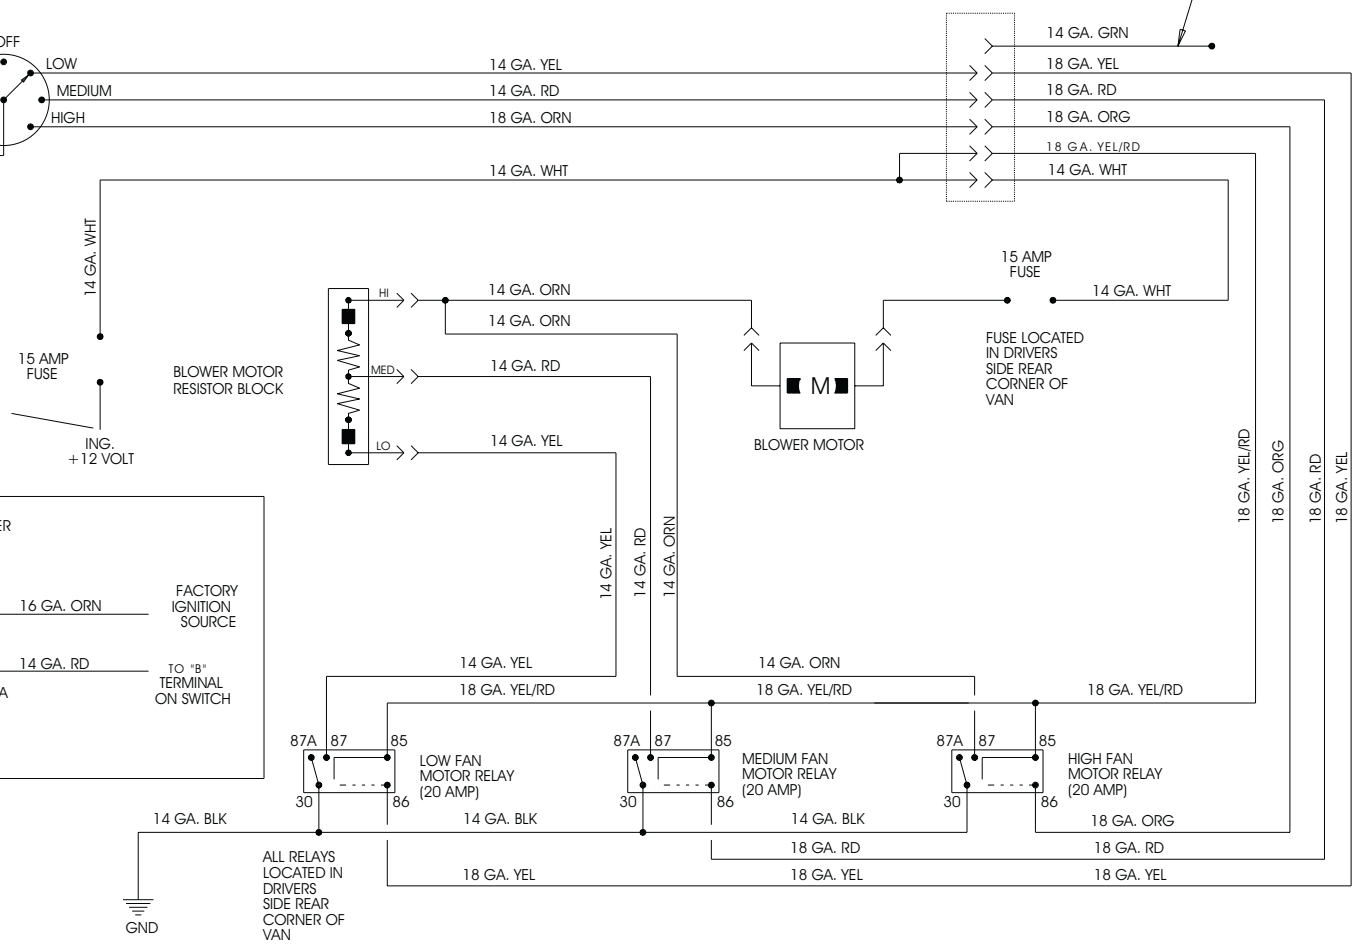 OFF
LOW
MEDIUM
HIGH
14 GA. YEL
14 GA. RD
18 GA. ORN
14 GA. WHT
14 GA. GRN
18 GA. YEL
18 GA. RD
18 GA. ORG
18 GA. YEL/RD
14 GA. WHT
14 GA. WHT
15 AMP
FUSE
ING.
+12 VOLT
BLOWER MOTOR
RESISTOR BLOCK
HI
MED
LO
14 GA. ORN
14 GA. ORN
14 GA. RD
14 GA. YEL
M
BLOWER MOTOR
15 AMP
FUSE
14 GA. WHT
FUSE LOCATED
IN DRIVERS
SIDE REAR
CORNER OF
VAN
18 GA. YEL/RD
18 GA. ORG
18 GA. RD
18 GA. YEL
14 GA. YEL
14 GA. RD
14 GA. ORN
ER
16 GA. ORN
FACTORY
IGNITION
SOURCE
14 GA. RD
TO "B"
TERMINAL
ON SWITCH
A
14 GA. YEL
14 GA. ORN
18 GA. YEL/RD
18 GA. YEL/RD
18 GA. YEL/RD
87A 87 85
LOW FAN
MOTOR RELAY
(20 AMP)
30 86
87A 87 85
MEDIUM FAN
MOTOR RELAY
(20 AMP)
30 86
87A 87 85
HIGH FAN
MOTOR RELAY
(20 AMP)
30 86
14 GA. BLK
14 GA. BLK
14 GA. BLK
18 GA. ORG
18 GA. RD
18 GA. RD
18 GA. YEL
18 GA. YEL
18 GA. YEL
ALL RELAYS
LOCATED IN
DRIVERS
SIDE REAR
CORNER OF
VAN
GND